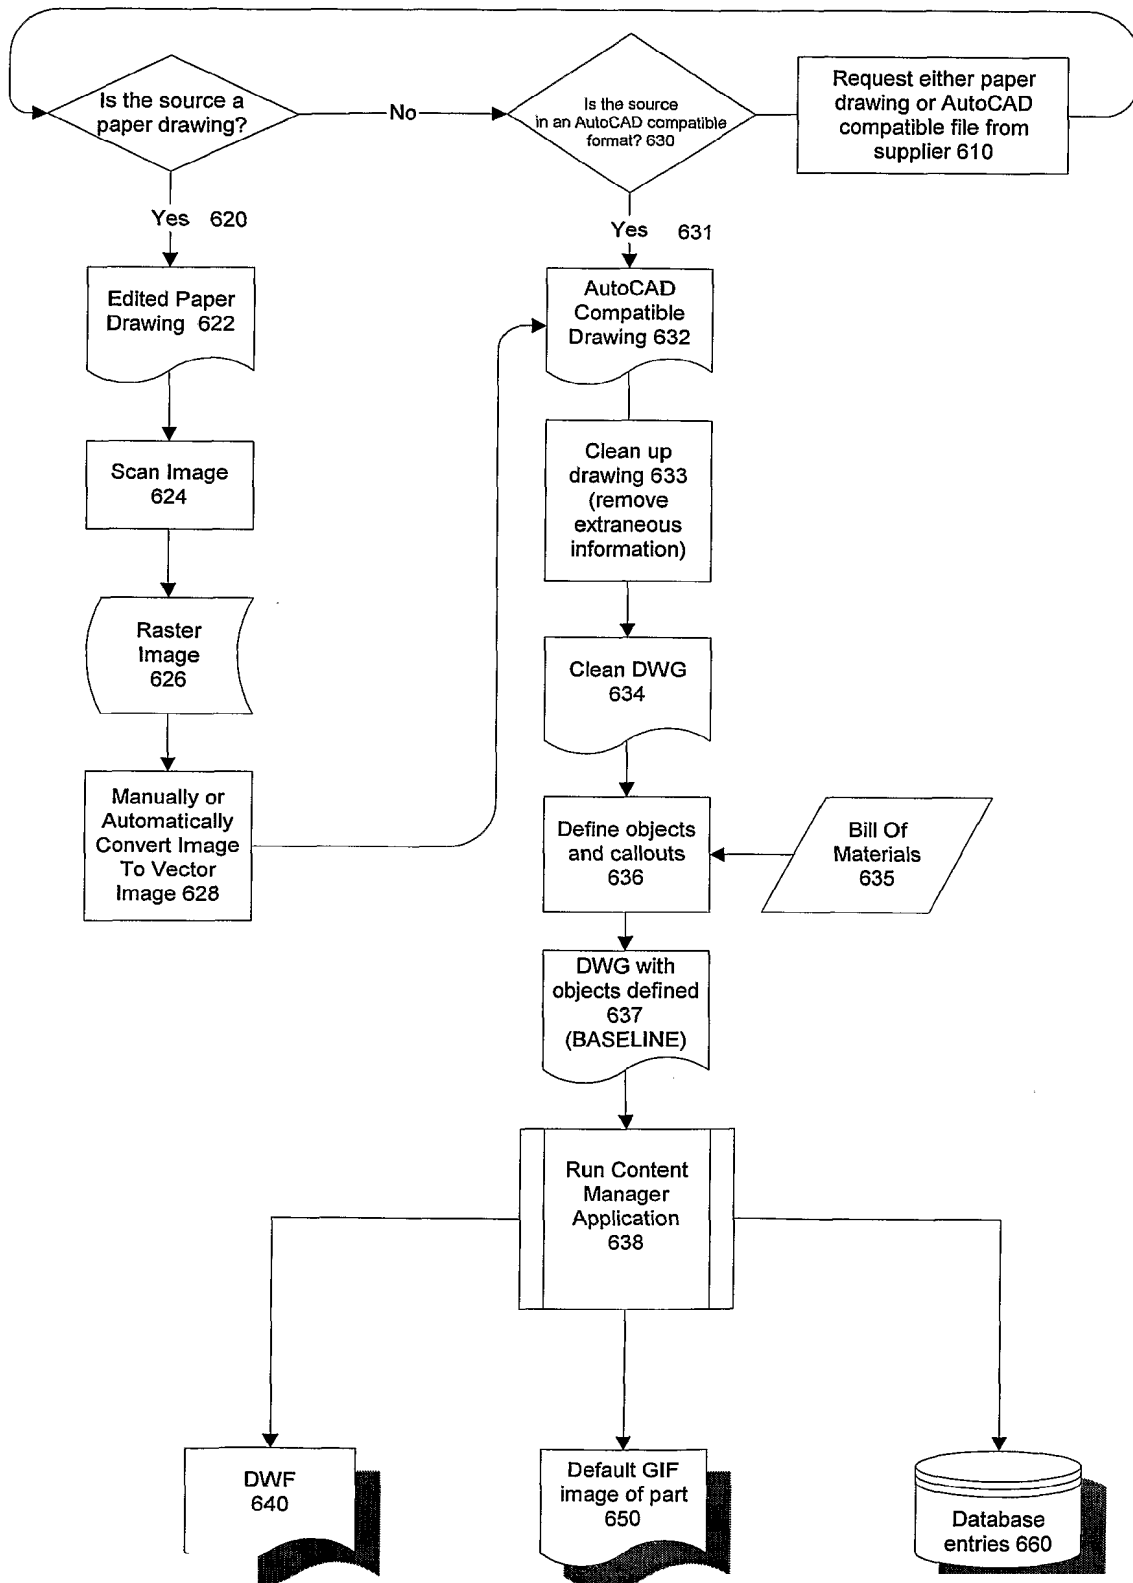 Is the source a
paper drawing?
No
Is the source
in an AutoCAD compatible
format? 630
Request either paper
drawing or AutoCAD
compatible file from
supplier 610
Yes 620
Yes 631
Edited Paper
Drawing 622
AutoCAD
Compatible
Drawing 632
Scan Image
624
Clean up
drawing 633
(remove
extraneous
information)
Raster
Image
626
Clean DWG
634
Manually or
Automatically
Convert Image
To Vector
Image 628
Define objects
and callouts
636
Bill Of
Materials
635
DWG with
objects defined
637
(BASELINE)
Run Content
Manager
Application
638
DWF
640
Default GIF
image of part
650
Database
entries 660